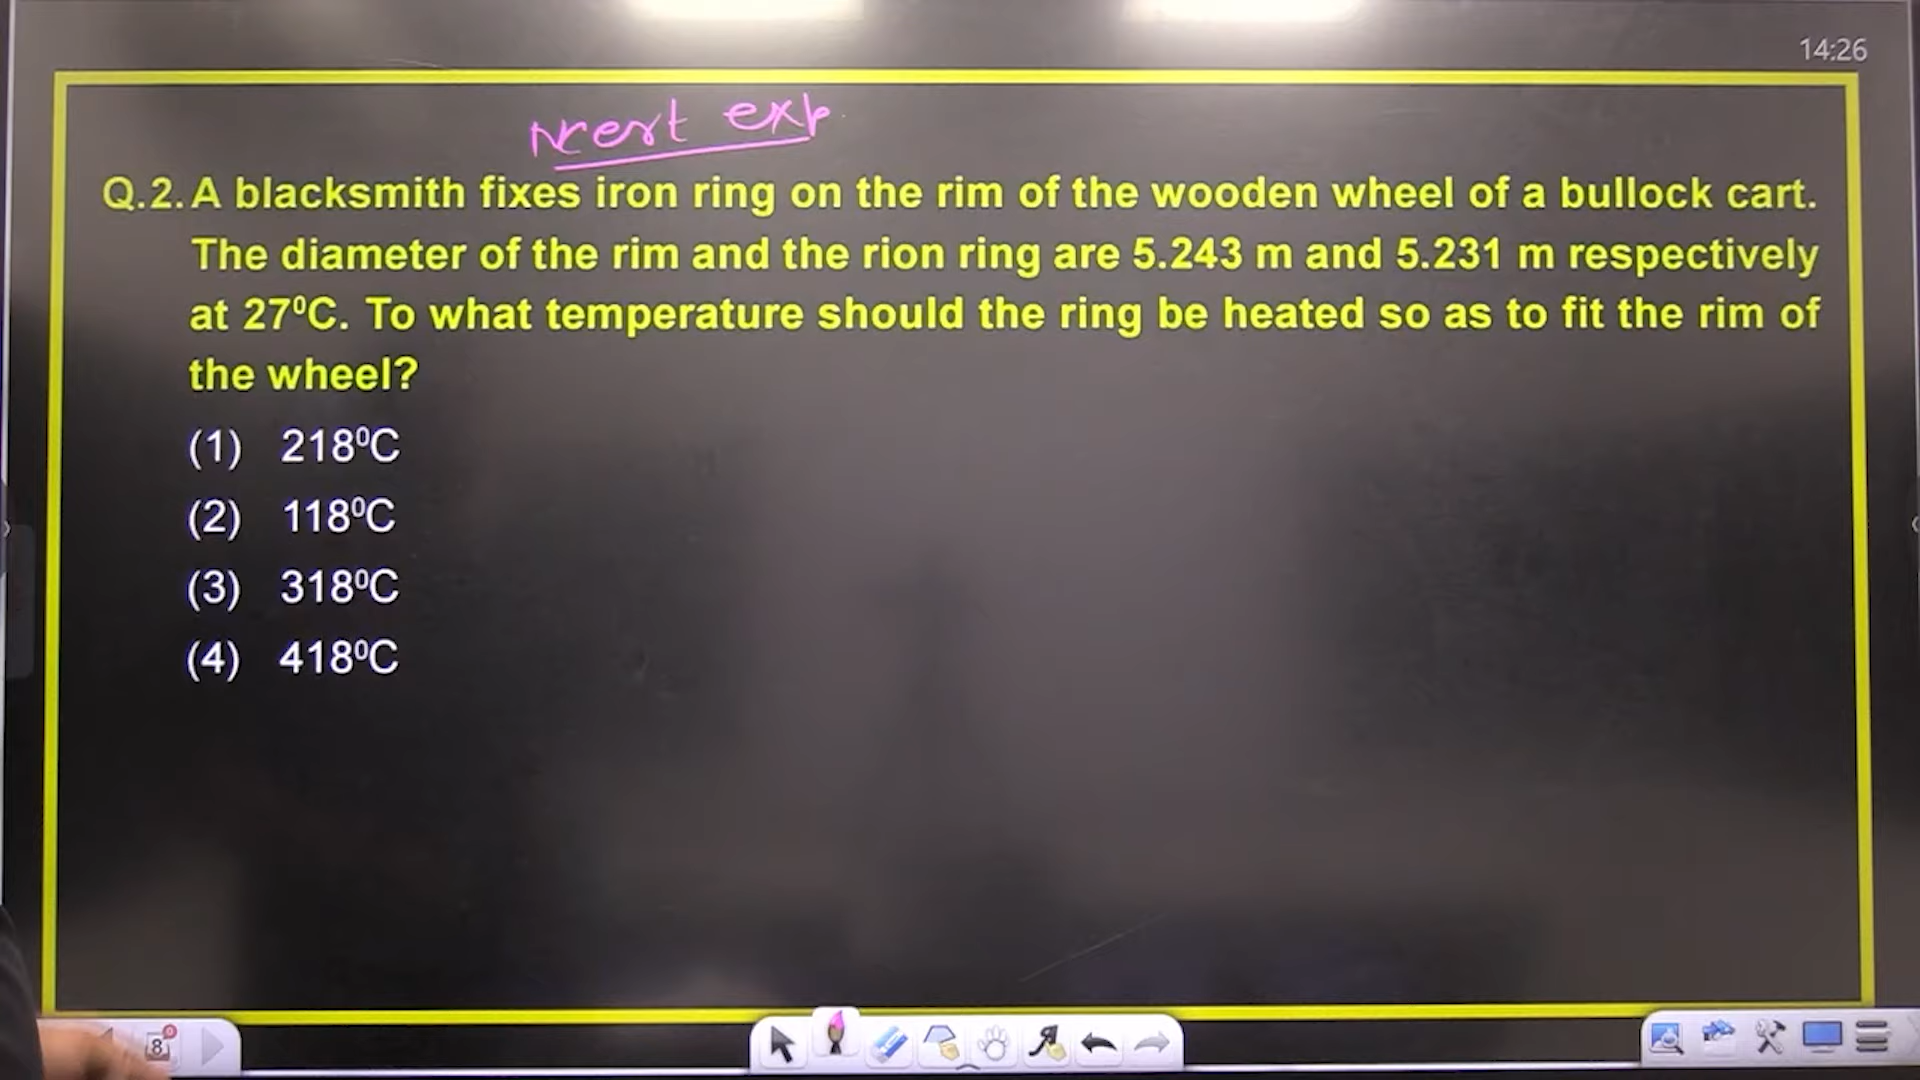 14:26
Ncert exp.
Q.2. A blacksmith fixes iron ring on the rim of the wooden wheel of a bullock cart.
The diameter of the rim and the rion ring are 5.243 m and 5.231 m respectively
at 27⁰C. To what temperature should the ring be heated so as to fit the rim of
the wheel?
(1) 218⁰C
(2) 118⁰C
(3) 318⁰C
(4) 418⁰C
8